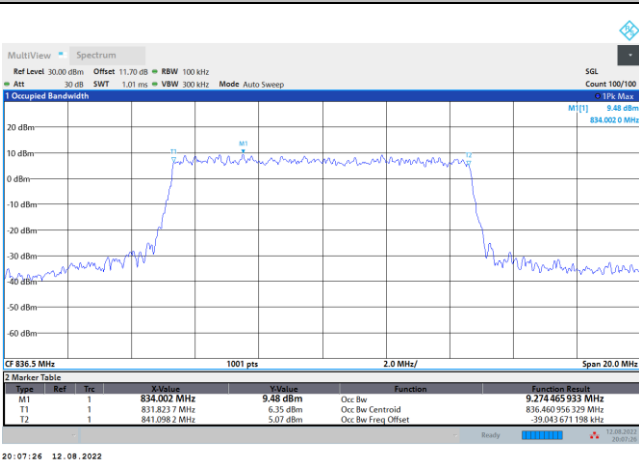 MultiView Spectrum
Ref Level 30.00 dBm Offset 11.70 dB RBW 100 kHz SGL
Att 30 dB SWT 1.01 ms VBW 300 kHz Mode Auto Sweep Count 100/100
1 Occupied Bandwidth 1Pk Max
M1[1] 9.48 dBm
834.002 0 MHz
20 dBm
M1
T1 T2
10 dBm
0 dBm
-10 dBm
-20 dBm
-30 dBm
-40 dBm
-50 dBm
-60 dBm
CF 836.5 MHz 1001 pts 2.0 MHz/ Span 20.0 MHz
2 Marker Table
Type Ref Trc X-Value Y-Value Function Function Result
M1 1 834.002 MHz 9.48 dBm Occ Bw 9.274 465 933 MHz
T1 1 831.823 7 MHz 6.35 dBm Occ Bw Centroid 836.460 956 329 MHz
T2 1 841.098 2 MHz 5.07 dBm Occ Bw Freq Offset -39.043 671 198 kHz
Ready 12.08.2022
20:07:26
20:07:26 12.08.2022